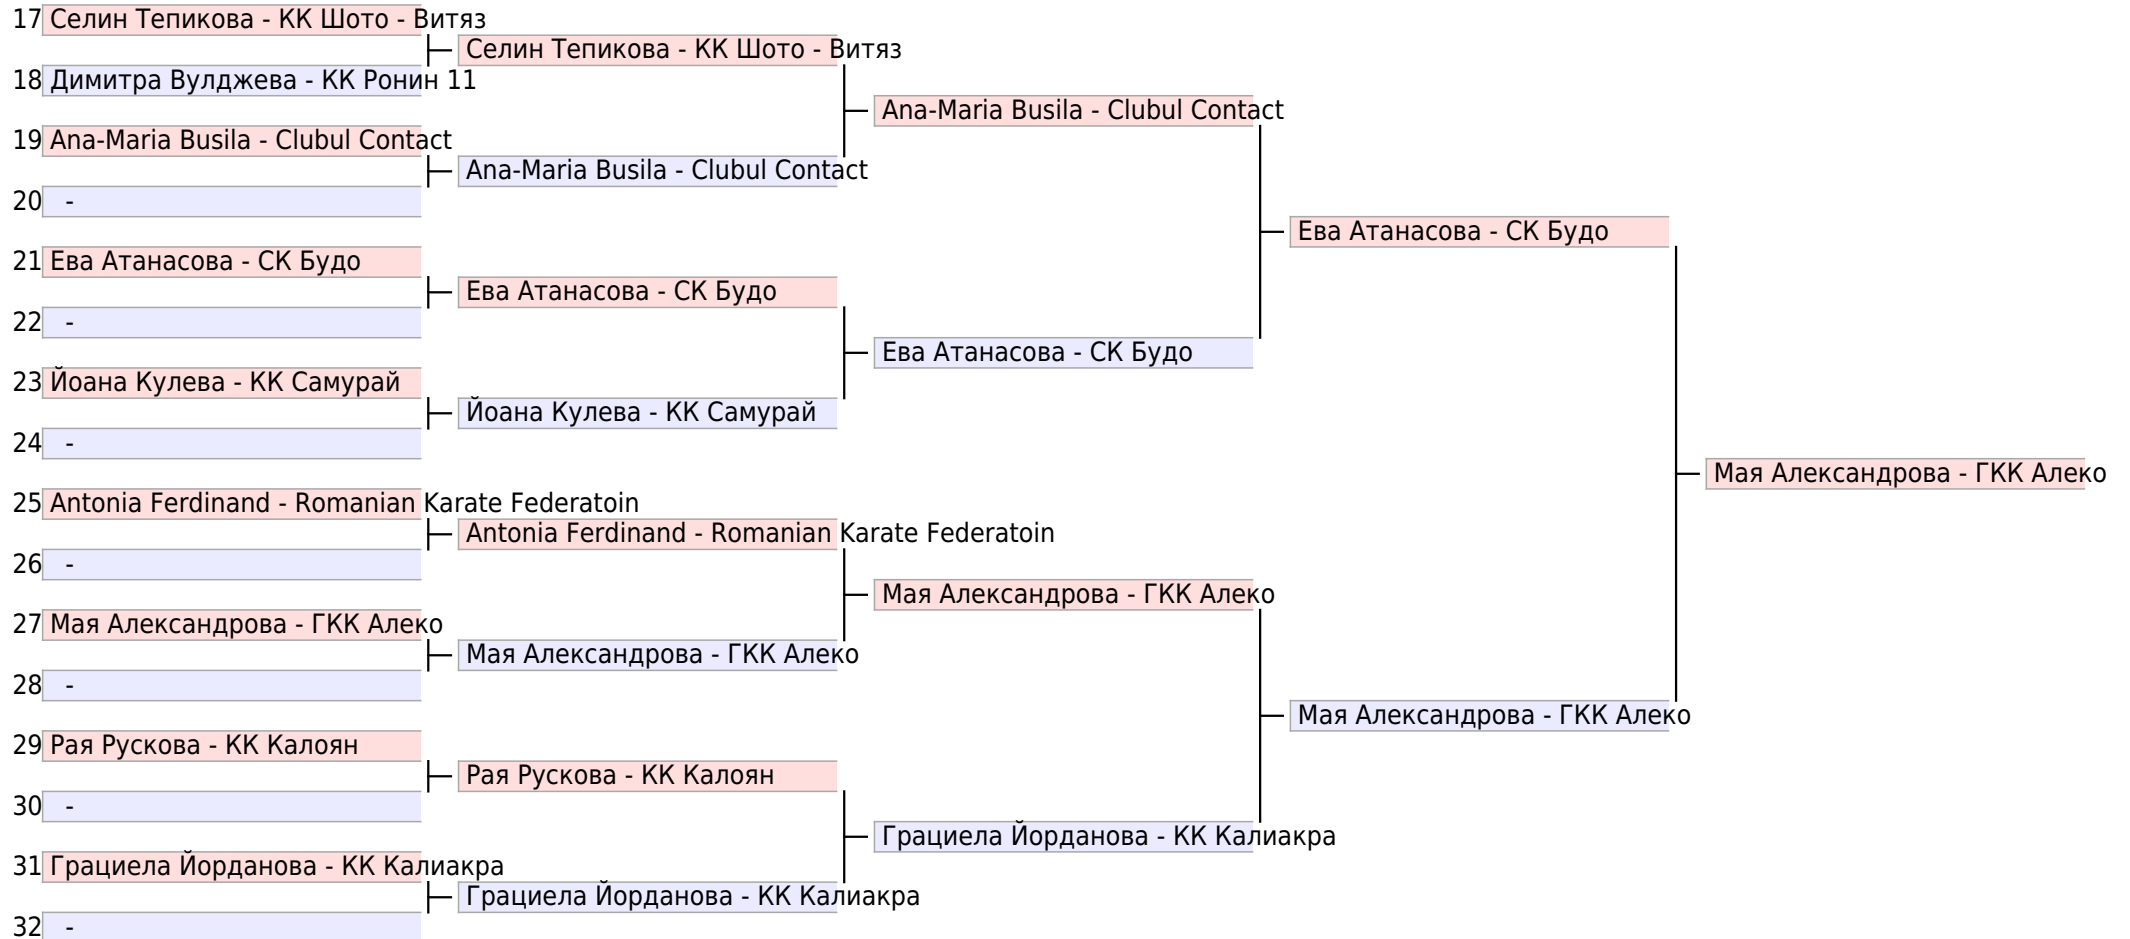 17 Селин Тепикова - КК Шото - Витяз
Селин Тепикова - КК Шото - Витяз
18 Димитра Вулджева - КК Ронин 11
Ana-Maria Busila - Clubul Contact
19 Ana-Maria Busila - Clubul Contact
Ana-Maria Busila - Clubul Contact
20 -
Ева Атанасова - СК Будо
21 Ева Атанасова - СК Будо
Ева Атанасова - СК Будо
22 -
Ева Атанасова - СК Будо
23 Йоана Кулева - КК Самурай
Йоана Кулева - КК Самурай
24 -
Мая Александрова - ГКК Алеко
25 Antonia Ferdinand - Romanian Karate Federatoin
Antonia Ferdinand - Romanian Karate Federatoin
26 -
Мая Александрова - ГКК Алеко
27 Мая Александрова - ГКК Алеко
Мая Александрова - ГКК Алеко
28 -
Мая Александрова - ГКК Алеко
29 Рая Рускова - КК Калоян
Рая Рускова - КК Калоян
30 -
Грациела Йорданова - КК Калиакра
31 Грациела Йорданова - КК Калиакра
Грациела Йорданова - КК Калиакра
32 -